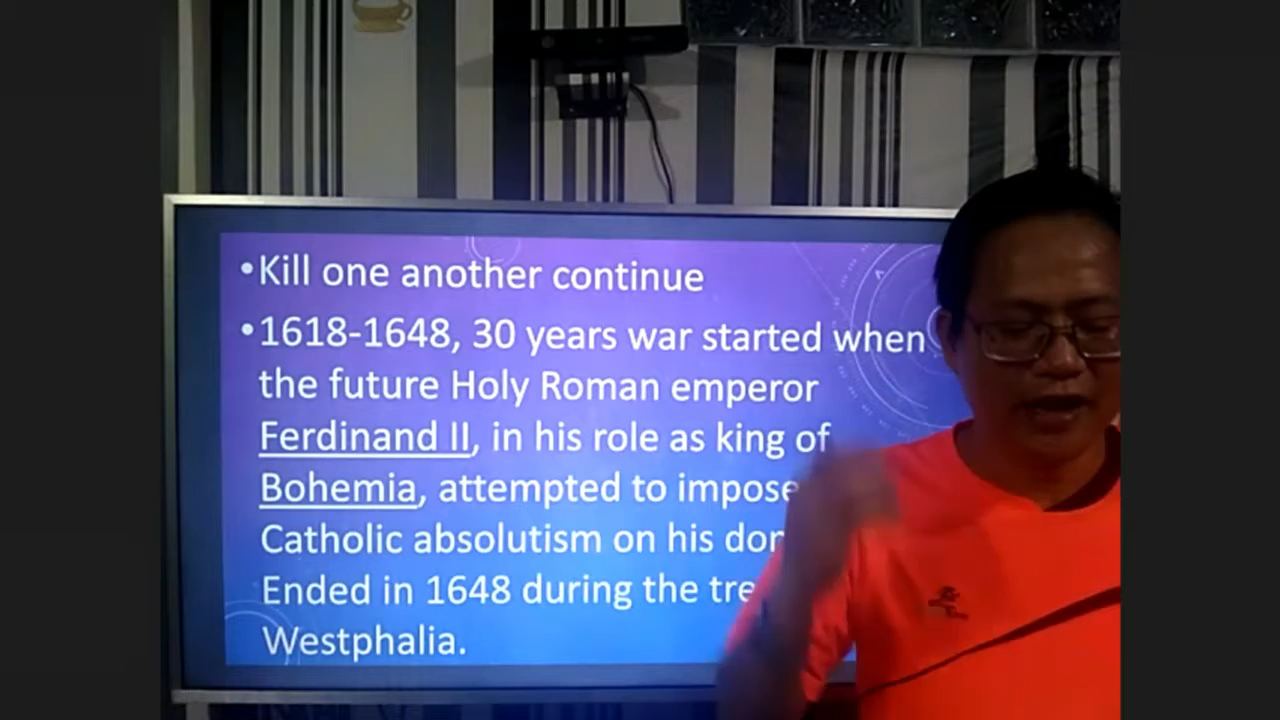 •Kill one another continue
•1618-1648, 30 years war started when
the future Holy Roman emperor
Ferdinand II, in his role as king of
Bohemia, attempted to impose
Catholic absolutism on his
Ended in 1648 during the
Westphalia.